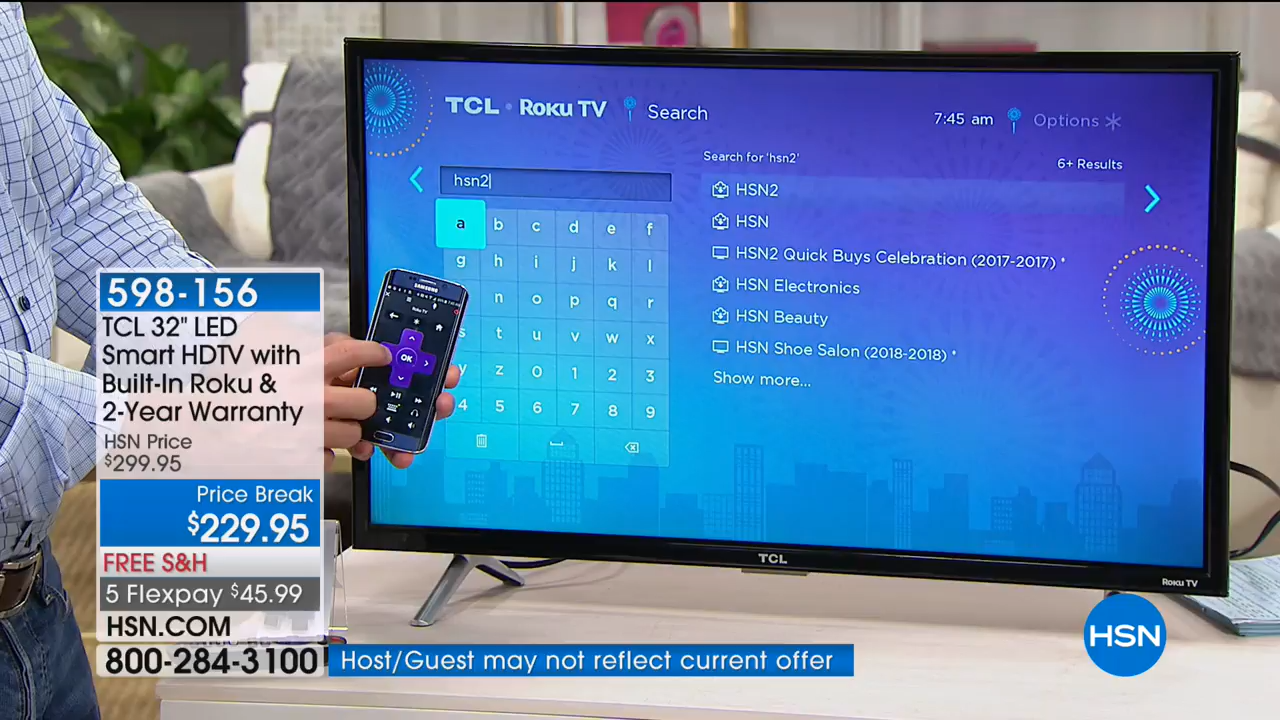 TCL • Roku TV
Search
7:45 am
Options
hsn2
Search for 'hsn2'
6+ Results
a b c d e f
g h i j k l
n o p q r
s t u v w x
y z 0 1 2 3
4 5 6 7 8 9
HSN2
HSN
HSN2 Quick Buys Celebration (2017-2017) *
HSN Electronics
HSN Beauty
HSN Shoe Salon (2018-2018) *
Show more...
SAMSUNG
Roku TV
OK
TCL
Roku TV
598-156
TCL 32" LED
Smart HDTV with
Built-In Roku &
2-Year Warranty
HSN Price
$299.95
Price Break
$229.95
FREE S&H
5 Flexpay $45.99
HSN.COM
800-284-3100
Host/Guest may not reflect current offer
HSN